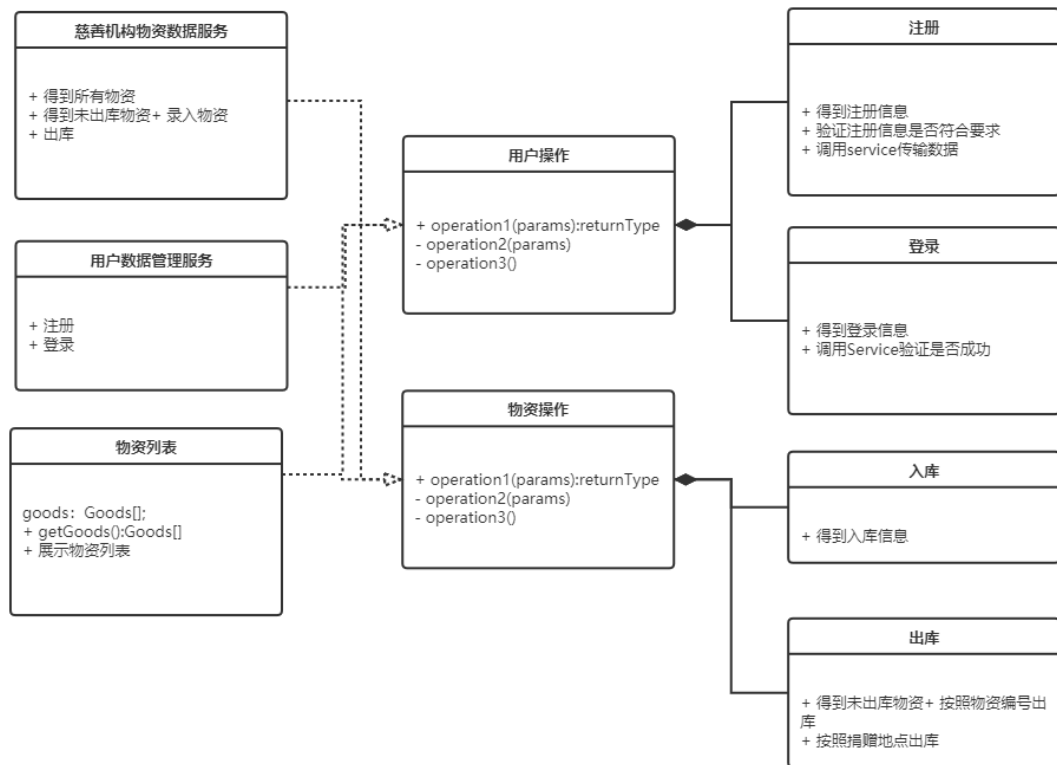 慈善机构物资数据服务
+ 得到所有物资
+ 得到未出库物资+ 录入物资
+ 出库
用户数据管理服务
+ 注册
+ 登录
物资列表
goods：Goods[];
+ getGoods():Goods[]
+ 展示物资列表
用户操作
+ operation1(params):returnType
- operation2(params)
- operation3()
物资操作
+ operation1(params):returnType
- operation2(params)
- operation3()
注册
+ 得到注册信息
+ 验证注册信息是否符合要求
+ 调用service传输数据
登录
+ 得到登录信息
+ 调用Service验证是否成功
入库
+ 得到入库信息
出库
+ 得到未出库物资+ 按照物资编号出
库
+ 按照捐赠地点出库